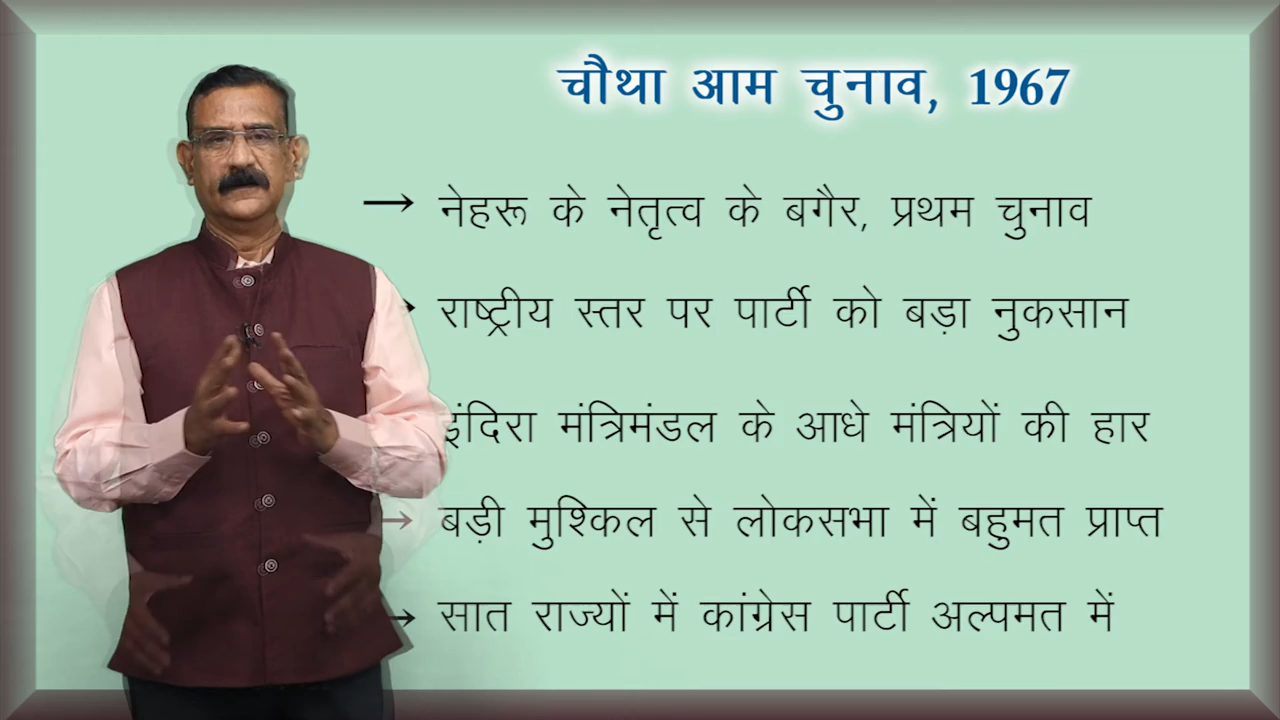 चौथा आम चुनाव, 1967
→ नेहरू के नेतृत्व के बगैर, प्रथम चुनाव
→ राष्ट्रीय स्तर पर पार्टी को बड़ा नुकसान
इंदिरा मंत्रिमंडल के आधे मंत्रियों की हार
→ बड़ी मुश्किल से लोकसभा में बहुमत प्राप्त
→ सात राज्यों में कांग्रेस पार्टी अल्पमत में